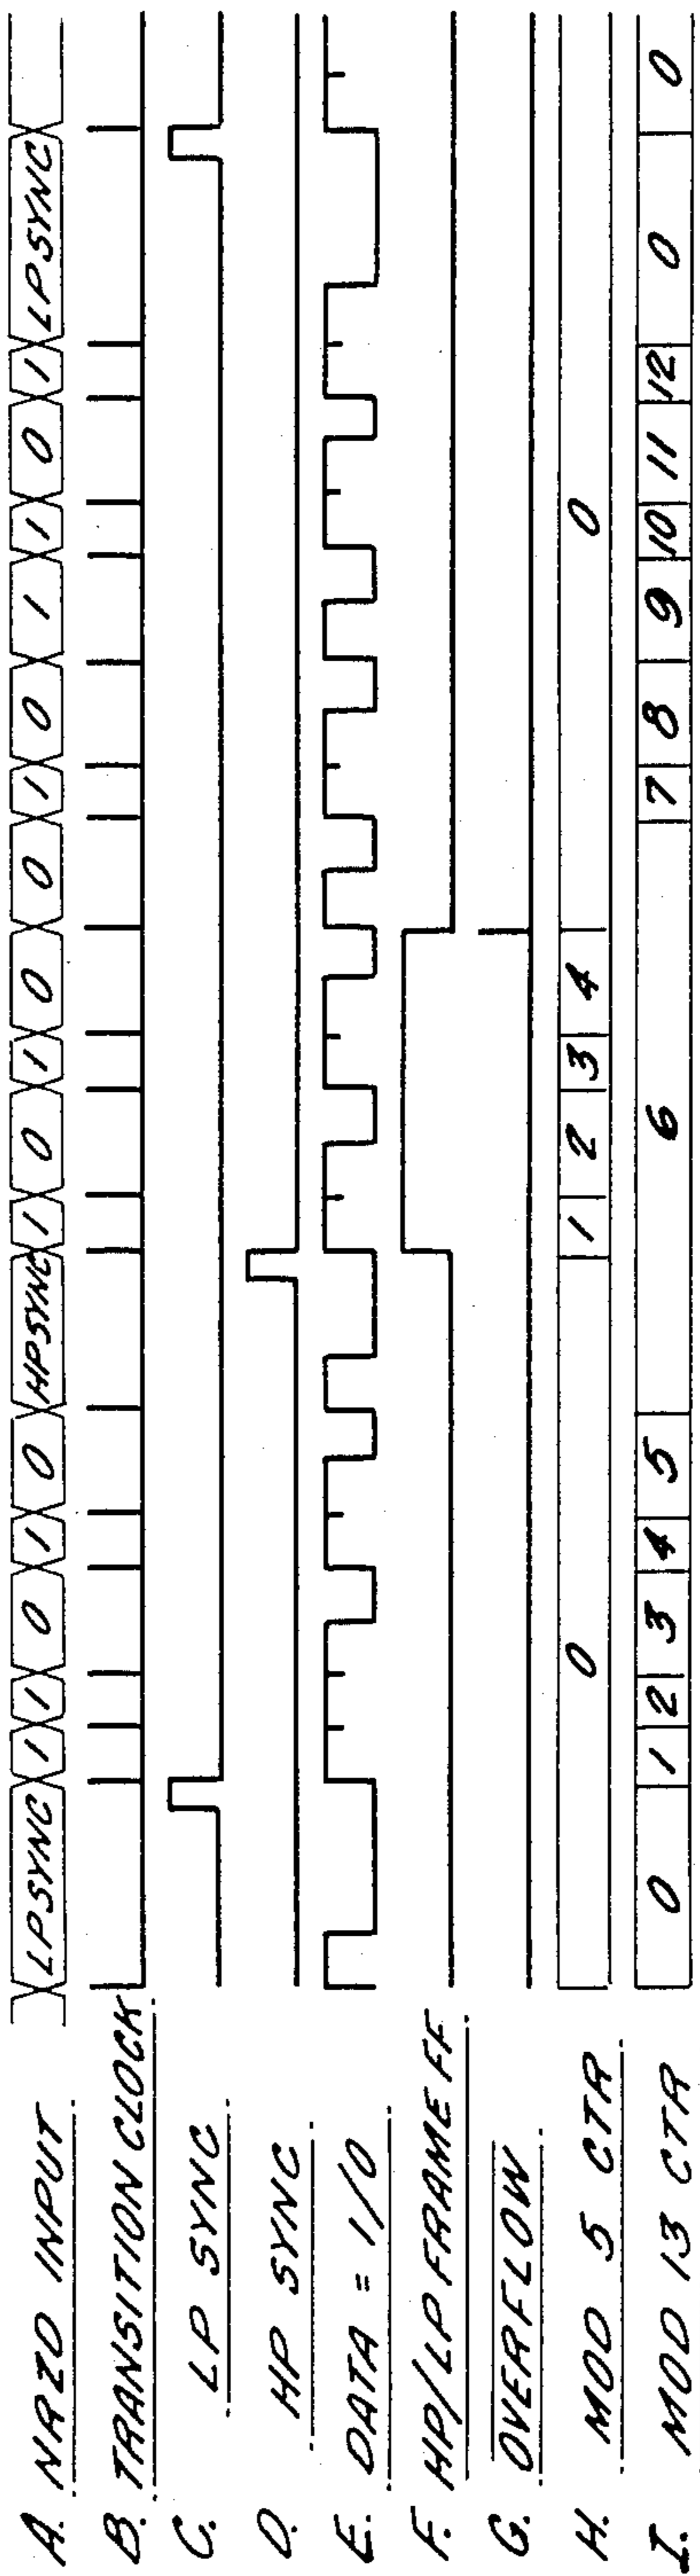 A. NRZD INPUT LPSYNC 1 1 0 1 0 HPSYNC 1 0 1 0 0 1 0 1 1 0 1 LPSYNC
B. TRANSITION CLOCK
C. LP SYNC
D. HP SYNC
E. DATA = 1/0
F. HP/LP FRAME FF
G. OVERFLOW
H. MOD 5 CTR 0 1 2 3 4 0
I. MOD 13 CTR 0 1 2 3 4 5 6 7 8 9 10 11 12 0 0